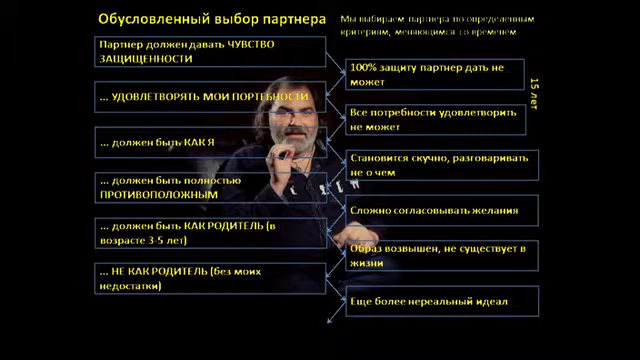 Обусловленный выбор партнера
Мы выбираем партнера по определенным
критериям, меняющимся со временем
Партнер должен давать ЧУВСТВО
ЗАЩИЩЕННОСТИ
100% защиту партнер дать не
может
15 лет
... УДОВЛЕТВОРЯТЬ МОИ ПОРТЕБНОСТИ
Все потребности удовлетворить
не может
... должен быть КАК Я
Становится скучно, разговаривать
не о чем
... должен быть полностью
ПРОТИВОПОЛОЖНЫМ
Сложно согласовывать желания
... должен быть КАК РОДИТЕЛЬ (в
возрасте 3-5 лет)
Образ возвышен, не существует в
жизни
... НЕ КАК РОДИТЕЛЬ (без моих
недостатки)
Еще более нереальный идеал